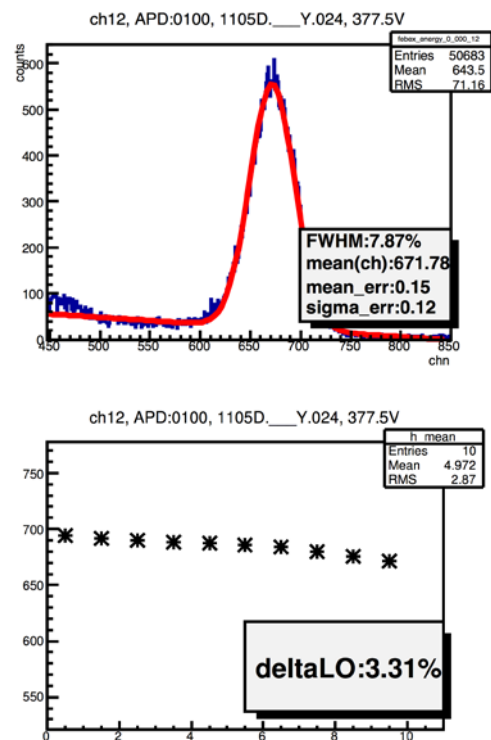 ch12, APD:0100, 1105D.___Y.024, 377.5V
febex_energy_0_000_12
Entries 50683
Mean 643.5
RMS 71.16
counts
600
500
400
300
200
100
0
FWHM:7.87%
mean(ch):671.78
mean_err:0.15
sigma_err:0.12
450 500 550 600 650 700 750 800 850
chn
ch12, APD:0100, 1105D.___Y.024, 377.5V
h_mean
Entries 10
Mean 4.972
RMS 2.87
750
700
650
600
550
deltaLO:3.31%
0 2 4 6 8 10